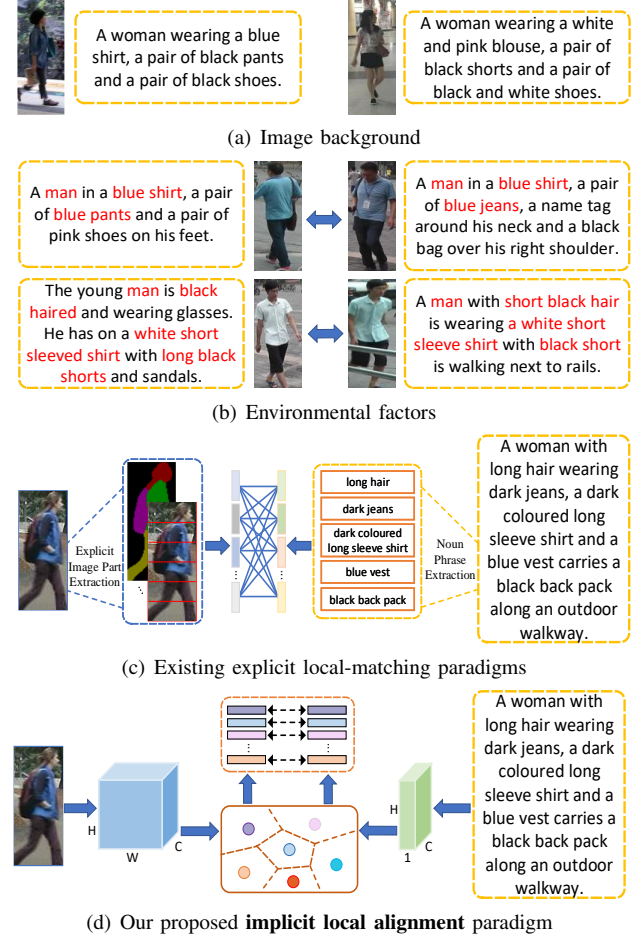 A woman wearing a blue
shirt, a pair of black pants
and a pair of black shoes.
A woman wearing a white
and pink blouse, a pair of
black shorts and a pair of
black and white shoes.
(a) Image background
A man in a blue shirt, a pair
of blue pants and a pair of
pink shoes on his feet.
A man in a blue shirt, a pair
of blue jeans, a name tag
around his neck and a black
bag over his right shoulder.
The young man is black
haired and wearing glasses.
He has on a white short
sleeved shirt with long black
shorts and sandals.
A man with short black hair
is wearing a white short
sleeve shirt with black short
is walking next to rails.
(b) Environmental factors
Explicit
Image Part
Extraction
long hair
dark jeans
dark coloured
long sleeve shirt
blue vest
black back pack
Noun
Phrase
Extraction
A woman with
long hair wearing
dark jeans, a dark
coloured long
sleeve shirt and a
blue vest carries a
black back pack
along an outdoor
walkway.
(c) Existing explicit local-matching paradigms
H
W
C
H
1
C
A woman with
long hair wearing
dark jeans, a dark
coloured long
sleeve shirt and a
blue vest carries a
black back pack
along an outdoor
walkway.
(d) Our proposed implicit local alignment paradigm